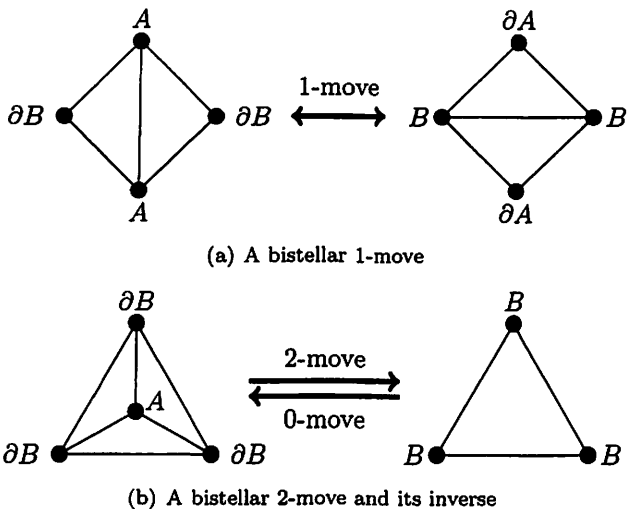 A ∂A
1-move
∂B ∂B B B
A ∂A
(a) A bistellar 1-move
∂B B
2-move
A
0-move
∂B ∂B B B
(b) A bistellar 2-move and its inverse